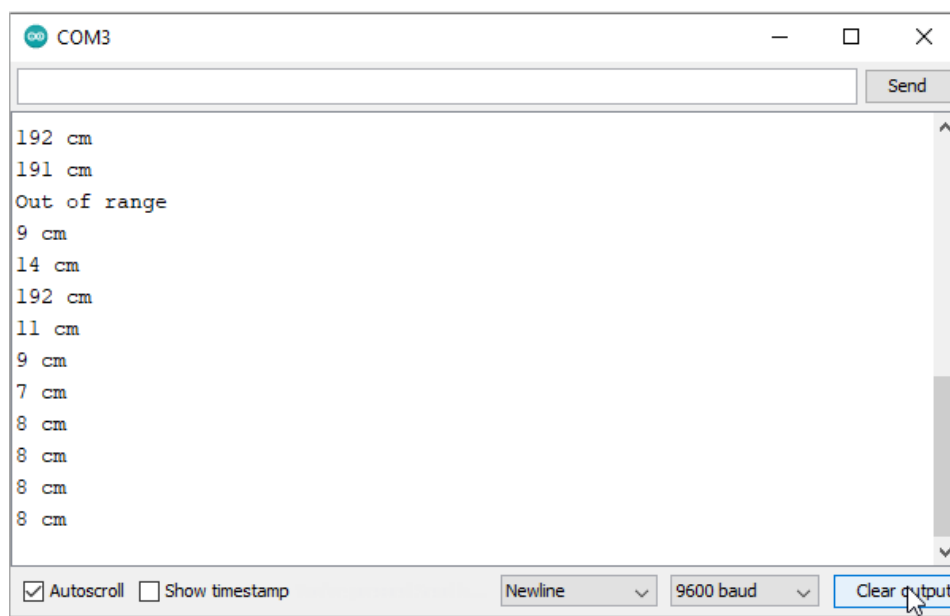 COM3
Send
192 cm
191 cm
Out of range
9 cm
14 cm
192 cm
11 cm
9 cm
7 cm
8 cm
8 cm
8 cm
8 cm
Autoscroll Show timestamp Newline 9600 baud Clear output